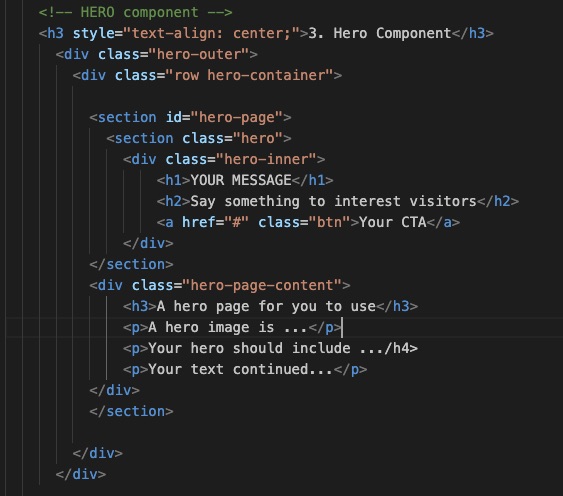 <!-- HERO component -->
<h3 style="text-align: center;">3. Hero Component</h3>
<div class="hero-outer">
<div class="row hero-container">
<section id="hero-page">
<section class="hero">
<div class="hero-inner">
<h1>YOUR MESSAGE</h1>
<h2>Say something to interest visitors</h2>
<a href="#" class="btn">Your CTA</a>
</div>
</section>
<div class="hero-page-content">
<h3>A hero page for you to use</h3>
<p>A hero image is ...</p>
<p>Your hero should include .../h4>
<p>Your text continued...</p>
</div>
</section>
</div>
</div>